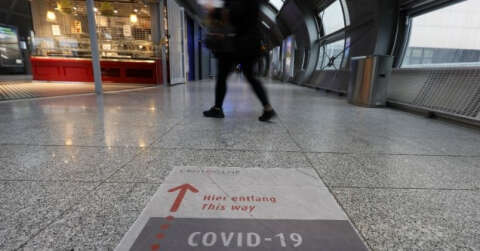 Hier entlang
This way
COVID-19